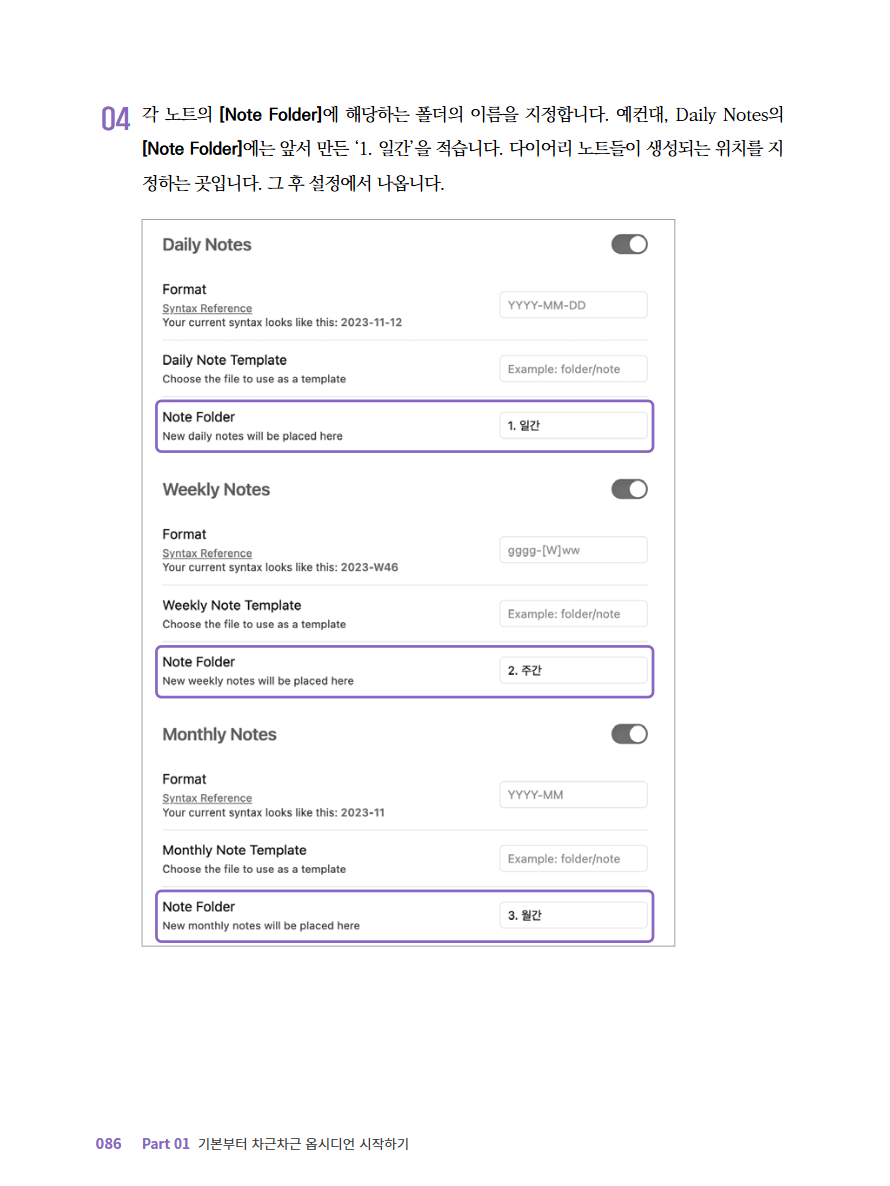 04 각 노트의 [Note Folder]에 해당하는 폴더의 이름을 지정합니다. 예컨대, Daily Notes의
[Note Folder]에는 앞서 만든 ‘1. 일간’을 적습니다. 다이어리 노트들이 생성되는 위치를 지
정하는 곳입니다. 그 후 설정에서 나옵니다.
Daily Notes
Format
Syntax Reference
Your current syntax looks like this: 2023-11-12
YYYY-MM-DD
Daily Note Template
Choose the file to use as a template
Example: folder/note
Note Folder
New daily notes will be placed here
1. 일간
Weekly Notes
Format
Syntax Reference
Your current syntax looks like this: 2023-W46
gggg-[W]ww
Weekly Note Template
Choose the file to use as a template
Example: folder/note
Note Folder
New weekly notes will be placed here
2. 주간
Monthly Notes
Format
Syntax Reference
Your current syntax looks like this: 2023-11
YYYY-MM
Monthly Note Template
Choose the file to use as a template
Example: folder/note
Note Folder
New monthly notes will be placed here
3. 월간
086 Part 01 기본부터 차근차근 옵시디언 시작하기